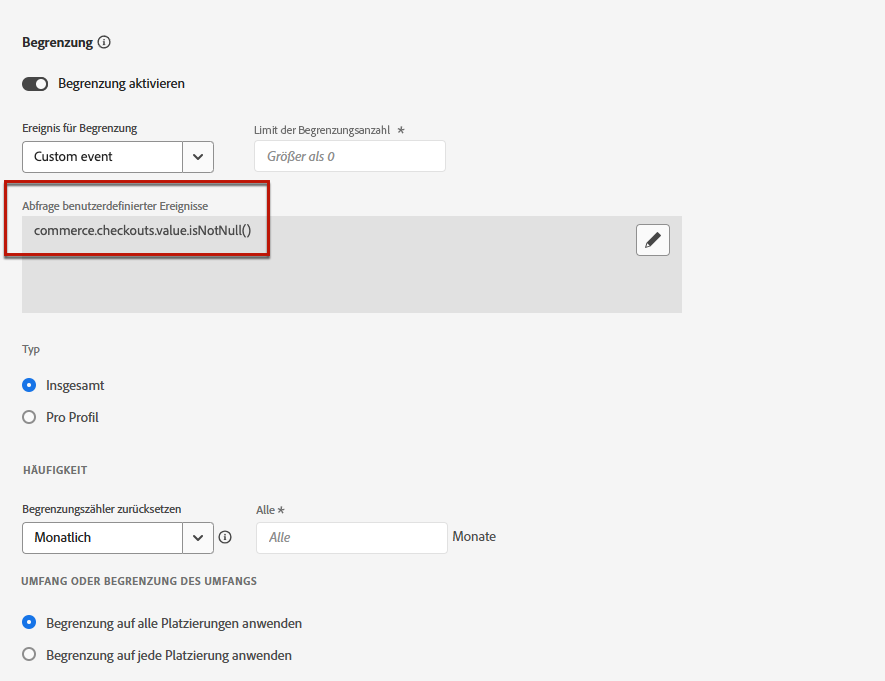 Begrenzung
Begrenzung aktivieren
Ereignis für Begrenzung
Limit der Begrenzungsanzahl *
Custom event
Größer als 0
Abfrage benutzerdefinierter Ereignisse
commerce.checkouts.value.isNotNull()
Typ
Insgesamt
Pro Profil
HÄUFIGKEIT
Begrenzungszähler zurücksetzen
Alle *
Monatlich
Alle
Monate
UMFANG ODER BEGRENZUNG DES UMFANGS
Begrenzung auf alle Platzierungen anwenden
Begrenzung auf jede Platzierung anwenden